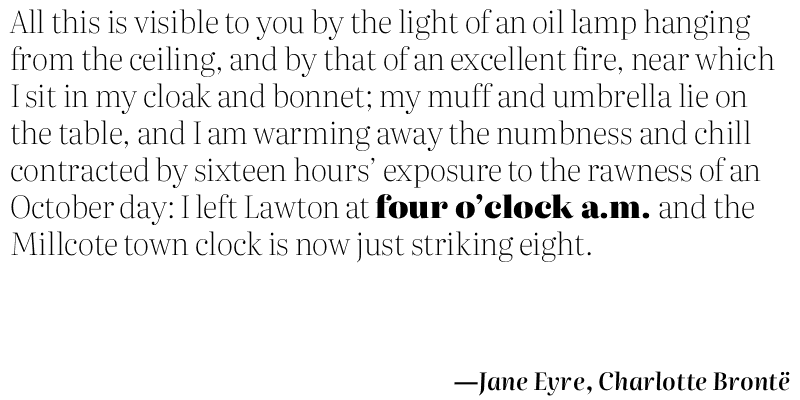 All this is visible to you by the light of an oil lamp hanging
from the ceiling, and by that of an excellent fire, near which
I sit in my cloak and bonnet; my muff and umbrella lie on
the table, and I am warming away the numbness and chill
contracted by sixteen hours’ exposure to the rawness of an
October day: I left Lawton at four o’clock a.m. and the
Millcote town clock is now just striking eight.
—Jane Eyre, Charlotte Brontë